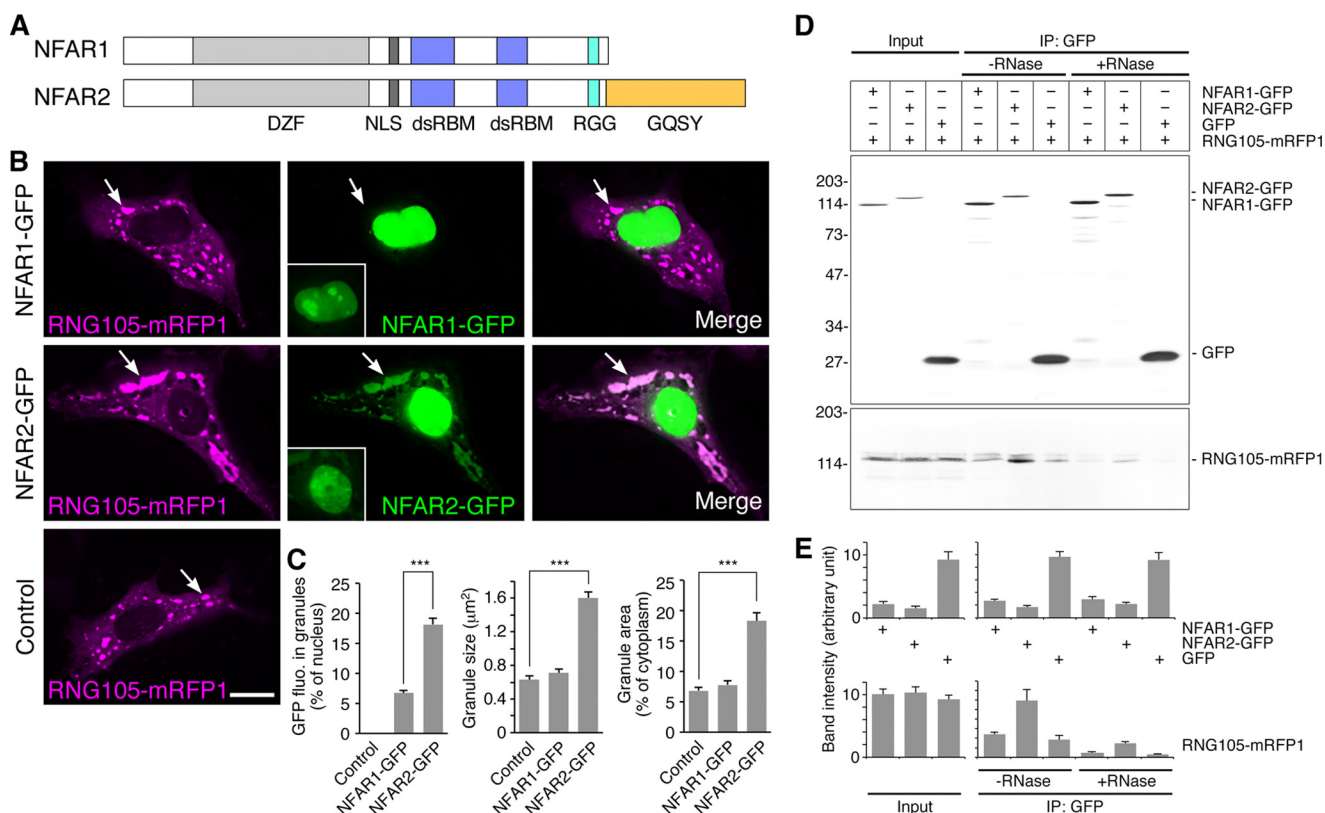 A
NFAR1
NFAR2
DZF NLS dsRBM dsRBM RGG GQSY
B
NFAR1-GFP
RNG105-mRFP1
NFAR1-GFP
Merge
NFAR2-GFP
RNG105-mRFP1
NFAR2-GFP
Merge
Control
RNG105-mRFP1
C
GFP fluo. in granules
(% of nucleus)
25
20
15
10
5
0
***
Control
NFAR1-GFP
NFAR2-GFP
Granule size (μm²)
1.6
1.2
0.8
0.4
0
***
Control
NFAR1-GFP
NFAR2-GFP
Granule area
(% of cytoplasm)
25
20
15
10
5
0
***
Control
NFAR1-GFP
NFAR2-GFP
D
Input IP: GFP
-RNase +RNase
+ – – + – – + – – NFAR1-GFP
– + – – + – – + – NFAR2-GFP
– – + – – + – – + GFP
+ + + + + + + + + RNG105-mRFP1
203-
114-
73-
47-
34-
27-
- NFAR2-GFP
- NFAR1-GFP
- GFP
203-
114-
- RNG105-mRFP1
E
Band intensity (arbitrary unit)
10
0
+ + + NFAR1-GFP
+ + + NFAR2-GFP
+ + + GFP
10
0
RNG105-mRFP1
-RNase +RNase
Input IP: GFP